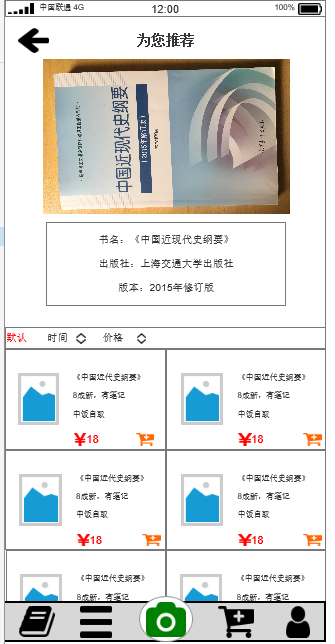 中国联通 4G 12:00 100%
为您推荐
中国近现代史纲要
(2015年修订版)
书名：《中国近现代史纲要》
出版社：上海交通大学出版社
版本：2015年修订版
默认 时间 价格
《中国近代史纲要》
8成新，有笔记
中饭自取
¥18
《中国近代史纲要》
8成新，有笔记
中饭自取
¥18
《中国近代史纲要》
8成新，有笔记
中饭自取
¥18
《中国近代史纲要》
8成新，有笔记
中饭自取
¥18
《中国近代史纲要》
8成新，有笔记
《中国近代史纲要》
8成新，有笔记